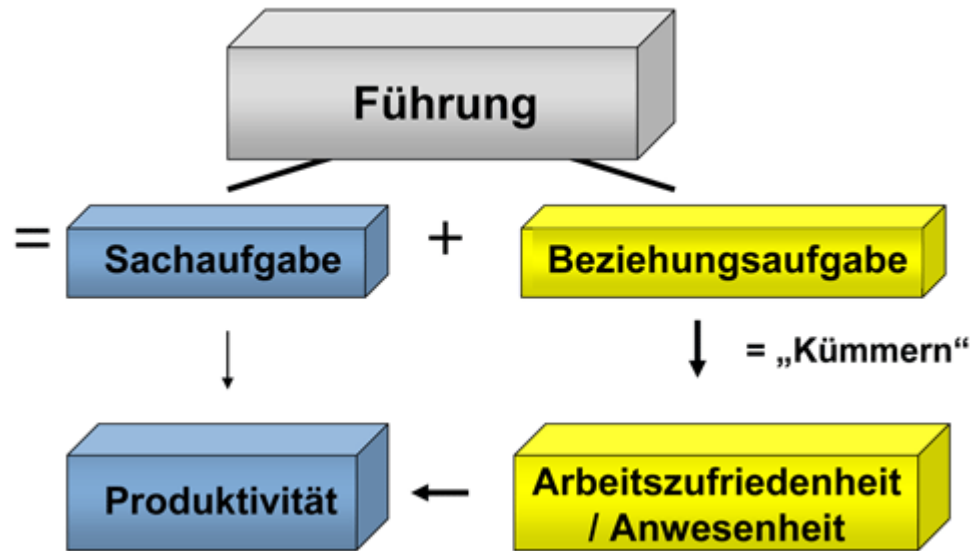 Führung
= Sachaufgabe + Beziehungsaufgabe
= „Kümmern“
Produktivität
Arbeitszufriedenheit
/ Anwesenheit